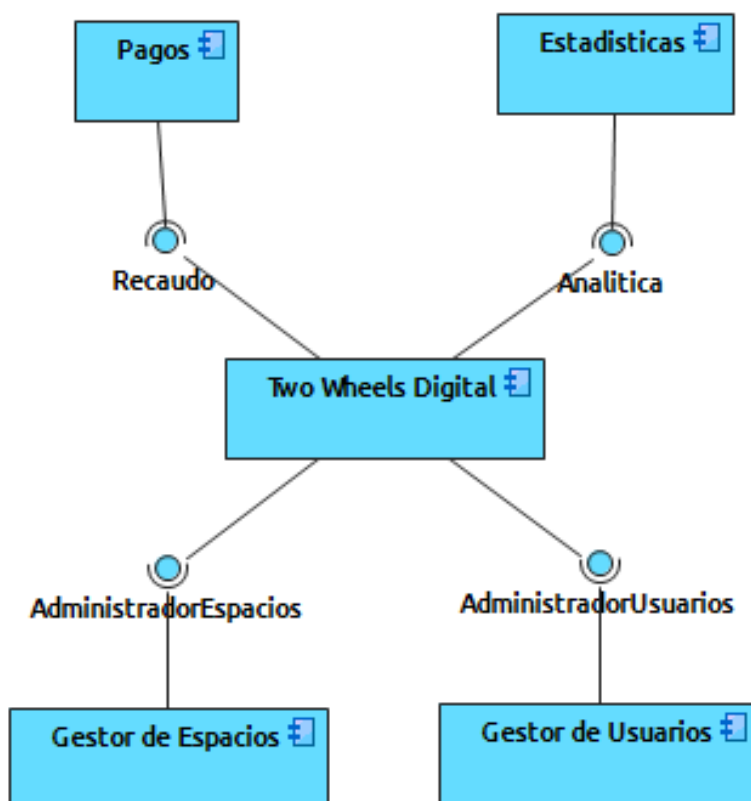 Pagos
Estadisticas
Recaudo
Analitica
Two Wheels Digital
AdministradorEspacios
AdministradorUsuarios
Gestor de Espacios
Gestor de Usuarios